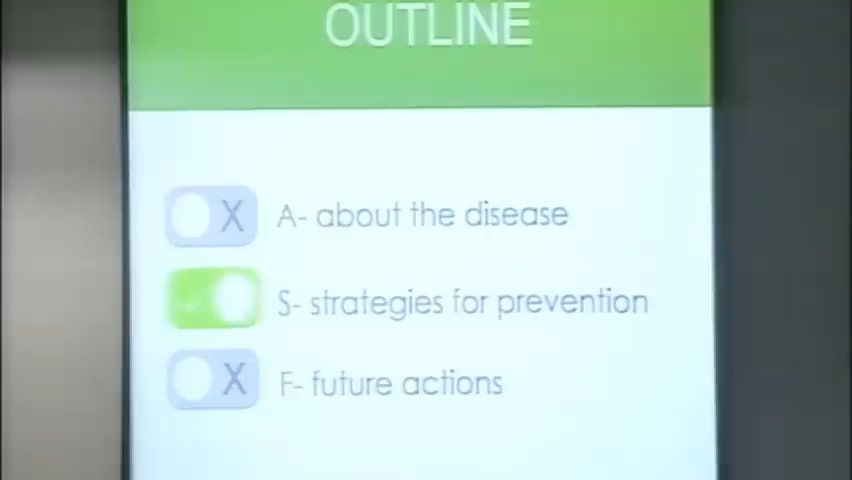 OUTLINE
X A- about the disease
S- strategies for prevention
X F- future actions